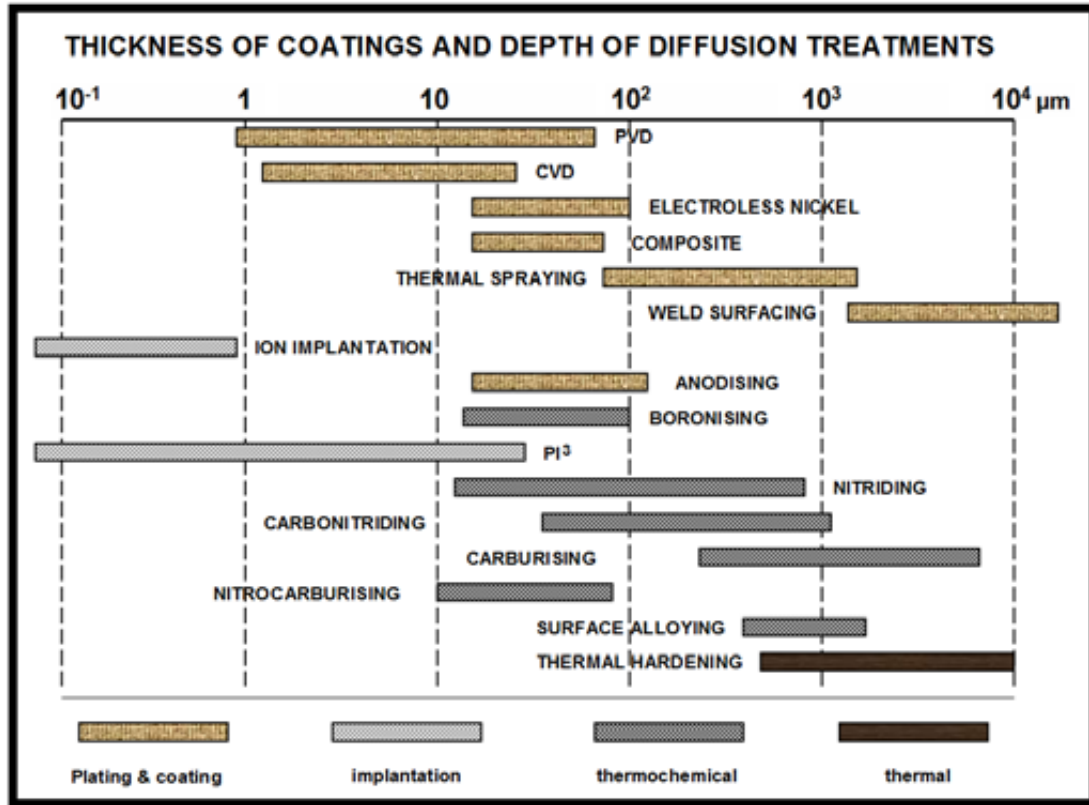 THICKNESS OF COATINGS AND DEPTH OF DIFFUSION TREATMENTS
10⁻¹ 1 10 10² 10³ 10⁴ µm
PVD
CVD
ELECTROLESS NICKEL
COMPOSITE
THERMAL SPRAYING
WELD SURFACING
ION IMPLANTATION
ANODISING
BORONISING
PI³
NITRIDING
CARBONITRIDING
CARBURISING
NITROCARBURISING
SURFACE ALLOYING
THERMAL HARDENING
Plating & coating implantation thermochemical thermal